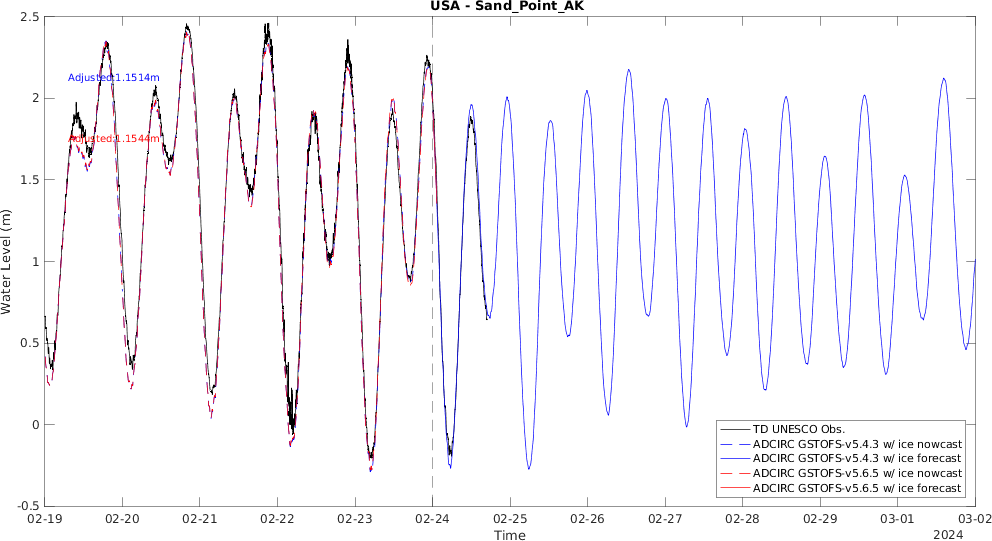 USA - Sand_Point_AK
2.5
Adjusted:1.1514m
2
Adjusted:1.1544m
1.5
Water Level (m)
1
0.5
0
-0.5
TD UNESCO Obs.
ADCIRC GSTOFS-v5.4.3 w/ ice nowcast
ADCIRC GSTOFS-v5.4.3 w/ ice forecast
ADCIRC GSTOFS-v5.6.5 w/ ice nowcast
ADCIRC GSTOFS-v5.6.5 w/ ice forecast
02-19 02-20 02-21 02-22 02-23 02-24 02-25 02-26 02-27 02-28 02-29 03-01 03-02
Time
2024